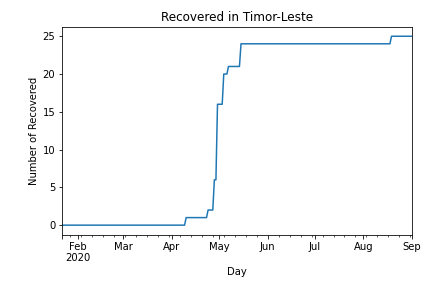 Recovered in Timor-Leste
Number of Recovered
25
20
15
10
5
0
Feb Mar Apr May Jun Jul Aug Sep
2020
Day